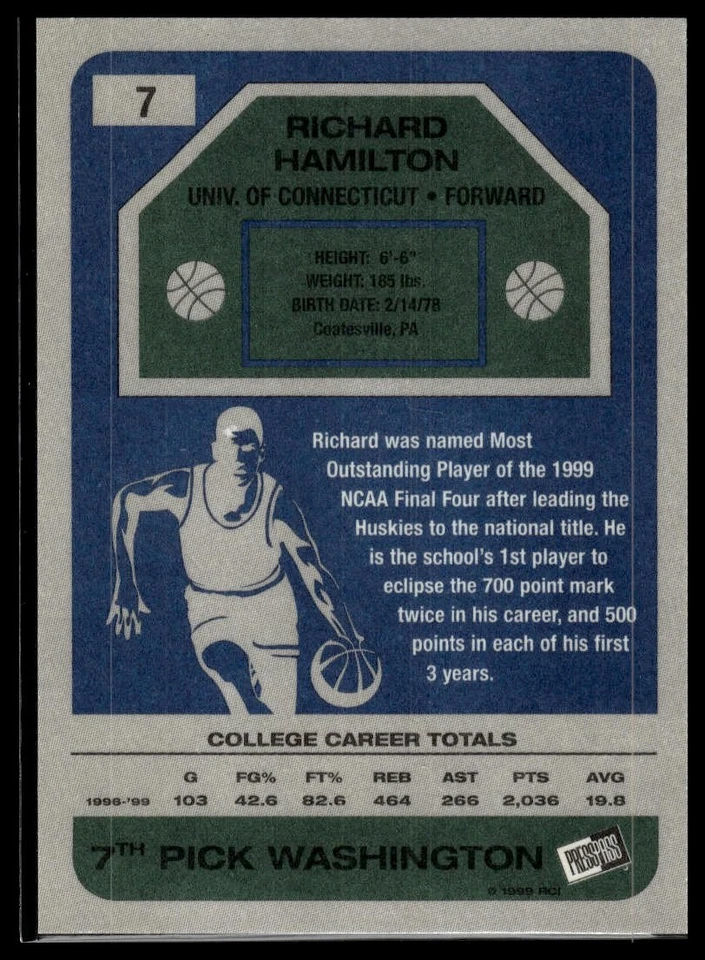 7
RICHARD
HAMILTON
UNIV. OF CONNECTICUT • FORWARD
HEIGHT: 6'-6"
WEIGHT: 185 lbs.
BIRTH DATE: 2/14/78
Coatesville, PA
Richard was named Most
Outstanding Player of the 1999
NCAA Final Four after leading the
Huskies to the national title. He
is the school's 1st player to
eclipse the 700 point mark
twice in his career, and 500
points in each of his first
3 years.
COLLEGE CAREER TOTALS
G FG% FT% REB AST PTS AVG
1996-'99 103 42.6 82.6 464 266 2,036 19.8
7TH PICK WASHINGTON
PRESS PASS
© 1999 RCI